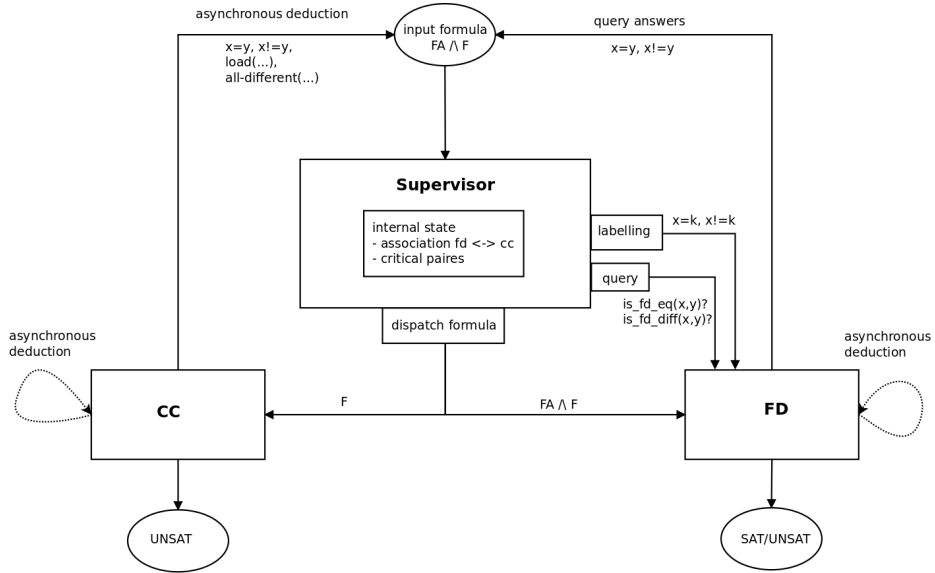 asynchronous deduction
x=y, x!=y,
load(...),
all-different(...)
input formula
FA /\ F
query answers
x=y, x!=y
Supervisor
internal state
- association fd <-> cc
- critical paires
labelling
x=k, x!=k
query
is_fd_eq(x,y)?
is_fd_diff(x,y)?
dispatch formula
asynchronous
deduction
asynchronous
deduction
CC
F
FA /\ F
FD
UNSAT
SAT/UNSAT